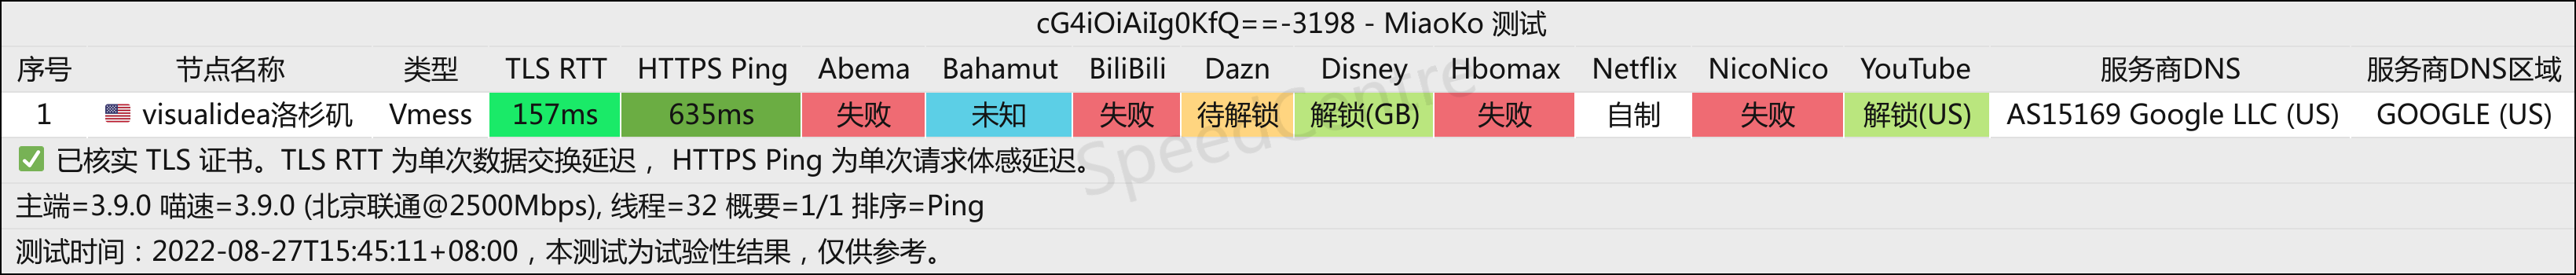 cG4iOiAiIg0KfQ==-3198 - MiaoKo 测试
序号 节点名称 类型 TLS RTT HTTPS Ping Abema Bahamut BiliBili Dazn Disney Hbomax Netflix NicoNico YouTube 服务商DNS 服务商DNS区域
1 visualidea洛杉矶 Vmess 157ms 635ms 失败 未知 失败 待解锁 解锁(GB) 失败 自制 失败 解锁(US) AS15169 Google LLC (US) GOOGLE (US)
✅ 已核实 TLS 证书。TLS RTT 为单次数据交换延迟， HTTPS Ping 为单次请求体感延迟。
主端=3.9.0 喵速=3.9.0 (北京联通@2500Mbps), 线程=32 概要=1/1 排序=Ping
测试时间：2022-08-27T15:45:11+08:00，本测试为试验性结果，仅供参考。
SpeedCentre